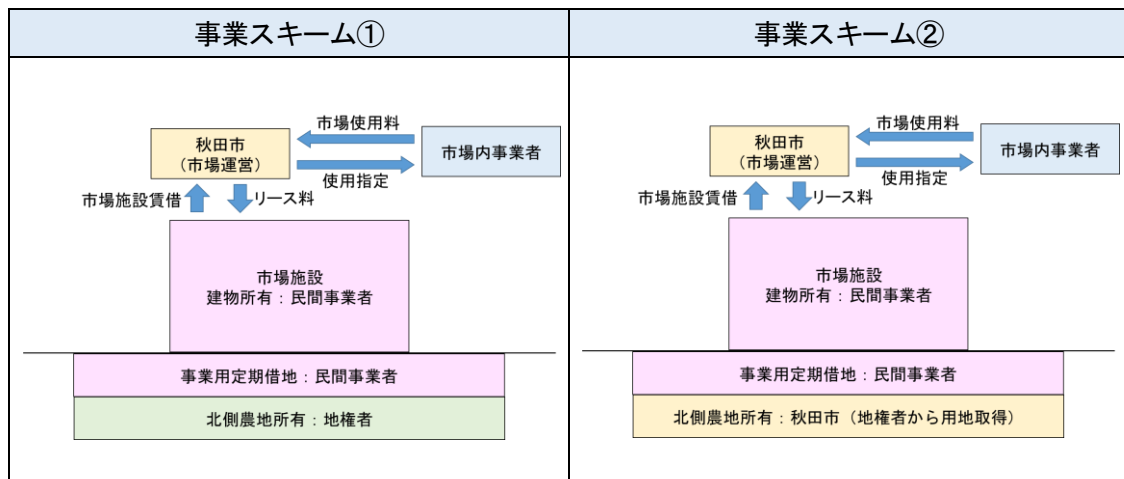 事業スキーム①
市場使用料
秋田市
（市場運営）
市場内事業者
使用指定
市場施設賃借
リース料
市場施設
建物所有：民間事業者
事業用定期借地：民間事業者
北側農地所有：地権者
事業スキーム②
市場使用料
秋田市
（市場運営）
市場内事業者
使用指定
市場施設賃借
リース料
市場施設
建物所有：民間事業者
事業用定期借地：民間事業者
北側農地所有：秋田市（地権者から用地取得）